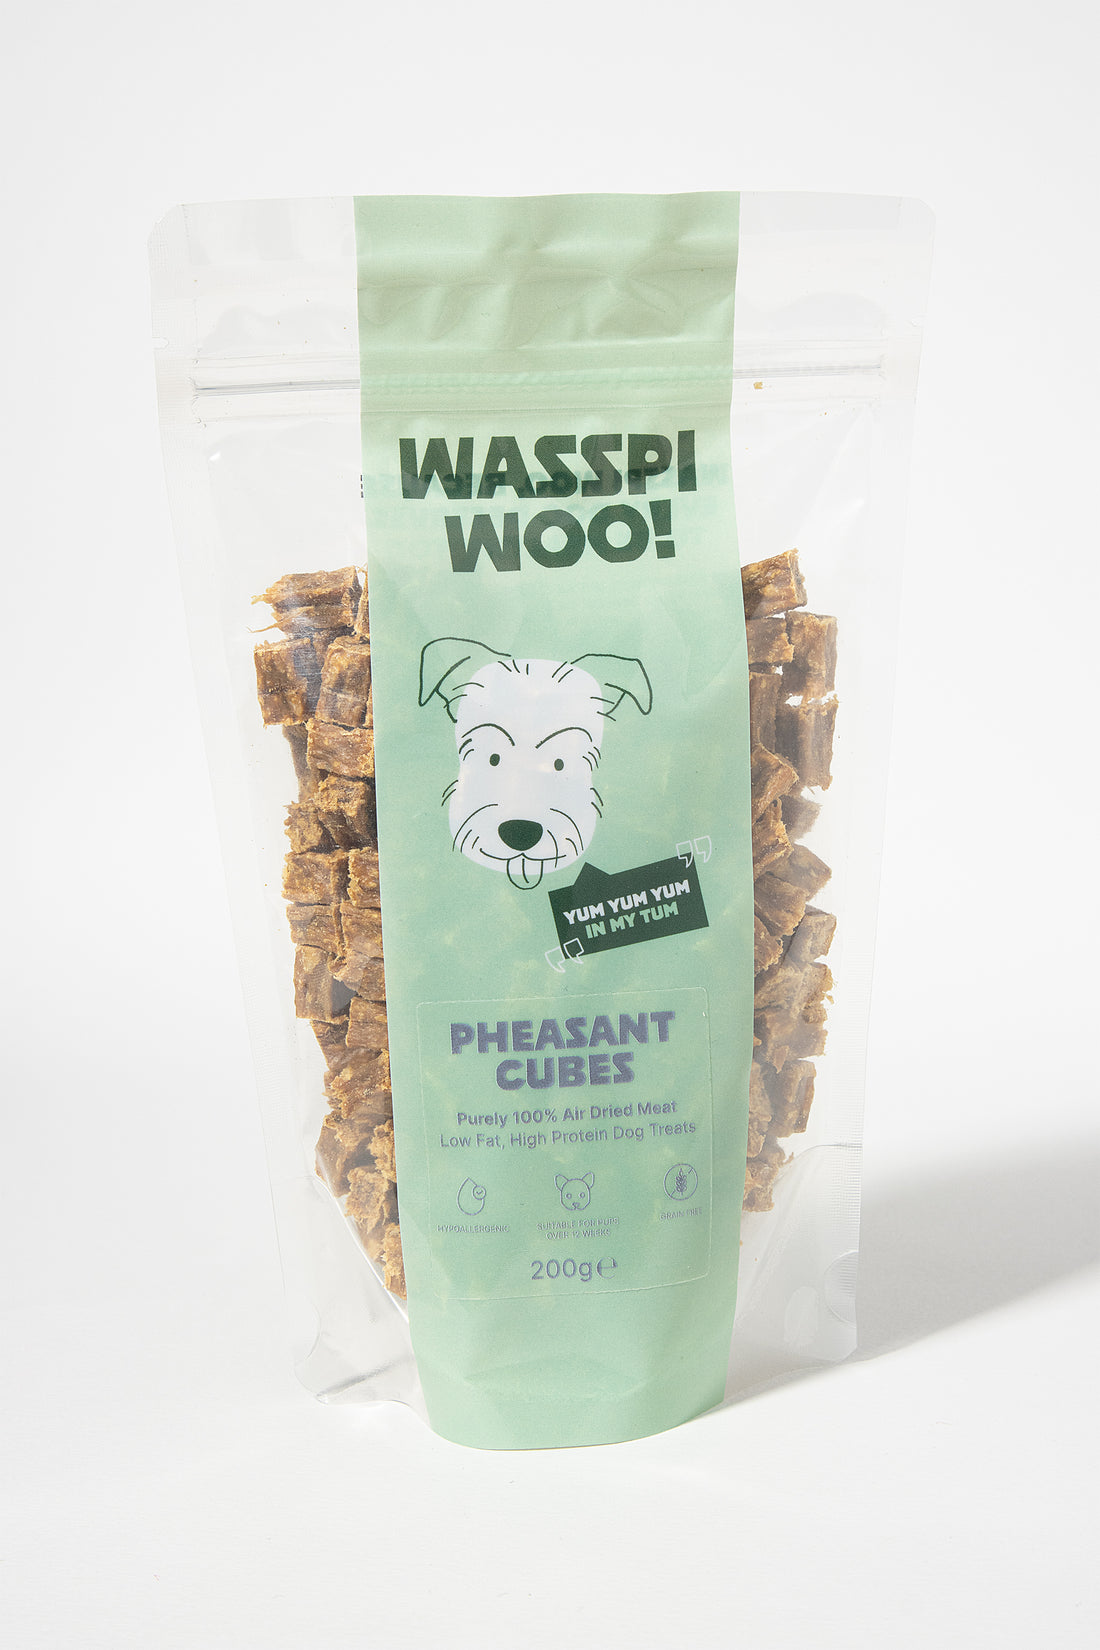 WASSPI
WOO!
YUM YUM YUM
IN MY TUM
PHEASANT
CUBES
Purely 100% Air Dried Meat
Low Fat, High Protein Dog Treats
HYPOALLERGENIC
SUITABLE FOR PUPS
OVER 12 WEEKS
GRAIN FREE
200g℮